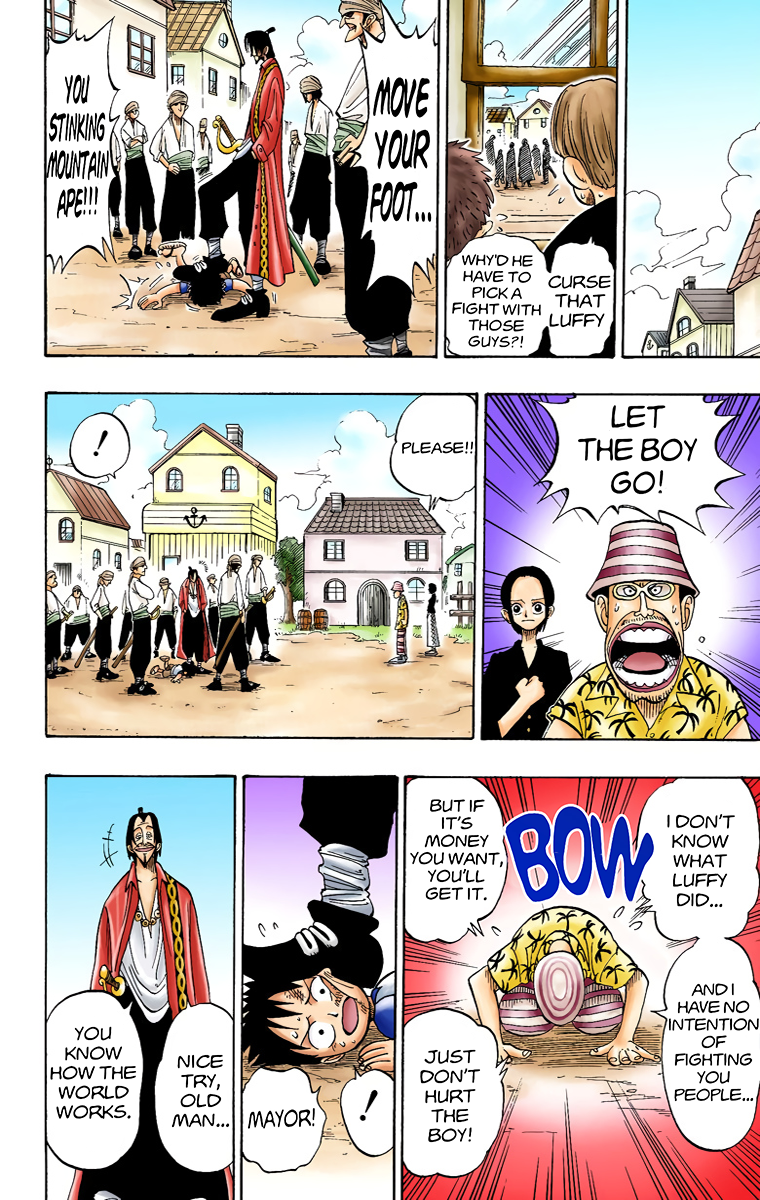 CURSE
THAT
LUFFY
WHY'D HE
HAVE TO
PICK A
FIGHT WITH
THOSE
GUYS?!
MOVE
YOUR
FOOT...
YOU
STINKING
MOUNTAIN
APE!!!
LET
THE BOY
GO!
PLEASE!!
!
I DON'T
KNOW
WHAT
LUFFY
DID...
AND I
HAVE NO
INTENTION
OF
FIGHTING
YOU
PEOPLE...
BOW
BUT IF
IT'S
MONEY
YOU WANT,
YOU'LL
GET IT.
JUST
DON'T
HURT
THE
BOY!
!
MAYOR!
NICE
TRY,
OLD
MAN...
YOU
KNOW
HOW THE
WORLD
WORKS.